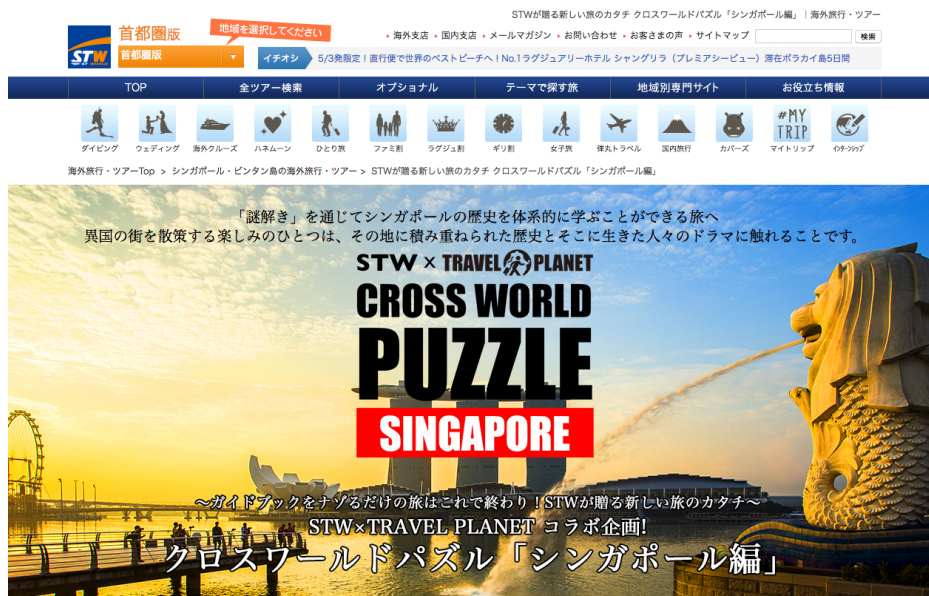 STWが贈る新しい旅のカタチ クロスワールドパズル「シンガポール編」｜海外旅行・ツアー
首都圏版
地域を選択してください
海外支店 国内支店 メールマガジン お問い合わせ お客さまの声 サイトマップ 検索
STW
首都圏版
イチオシ 5/3発限定！直行便で世界のベストビーチへ！No.1ラグジュアリーホテル シャングリラ（プレミアシービュー）滞在ボラカイ島5日間
TOP 全ツアー検索 オプショナル テーマで探す旅 地域別専門サイト お役立ち情報
#MY TRIP
ダイビング ウェディング 海外クルーズ ハネムーン ひとり旅 ファミ割 ラグジュ割 ギリ割 女子旅 弾丸トラベル 国内旅行 カバーズ マイトリップ インターンシップ
海外旅行・ツアーTop > シンガポール・ビンタン島の海外旅行・ツアー > STWが贈る新しい旅のカタチ クロスワールドパズル「シンガポール編」
「謎解き」を通じてシンガポールの歴史を体系的に学ぶことができる旅へ
異国の街を散策する楽しみのひとつは、その地に積み重ねられた歴史とそこに生きた人々のドラマに触れることです。
STW × TRAVEL PLANET
CROSS WORLD
PUZZLE
SINGAPORE
〜ガイドブックをナゾるだけの旅はこれで終わり！STWが贈る新しい旅のカタチ〜
STW×TRAVEL PLANET コラボ企画!
クロスワールドパズル「シンガポール編」